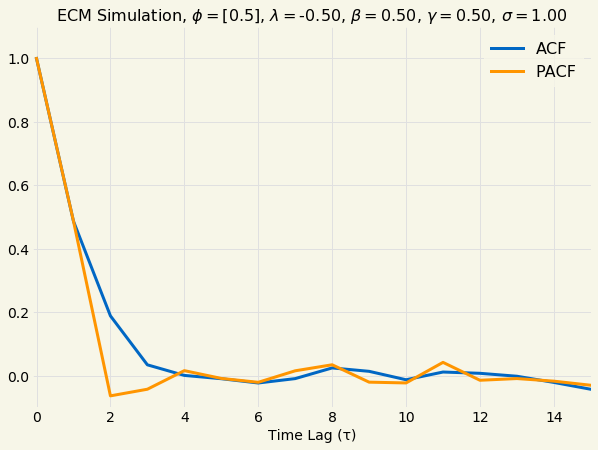 ECM Simulation, ϕ = [0.5], λ = -0.50, β = 0.50, γ = 0.50, σ = 1.00
ACF
PACF
1.0
0.8
0.6
0.4
0.2
0.0
0 2 4 6 8 10 12 14
Time Lag (τ)